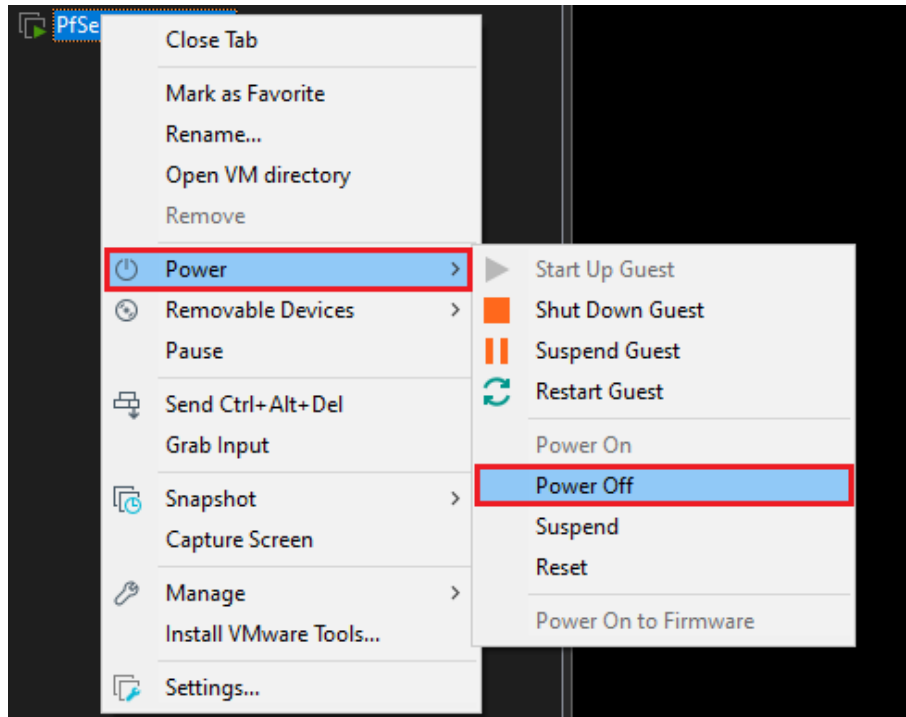 PfSe
Close Tab
Mark as Favorite
Rename...
Open VM directory
Remove
Power
Removable Devices
Pause
Send Ctrl+Alt+Del
Grab Input
Snapshot
Capture Screen
Manage
Install VMware Tools...
Settings...
Start Up Guest
Shut Down Guest
Suspend Guest
Restart Guest
Power On
Power Off
Suspend
Reset
Power On to Firmware